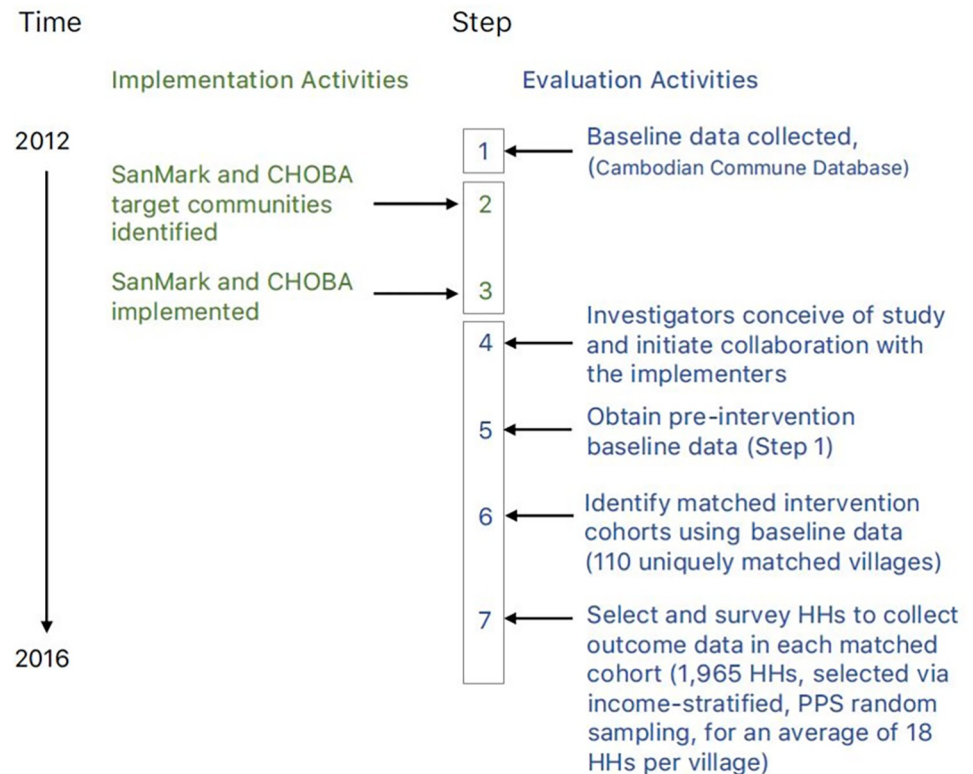 Time
Step
Implementation Activities
Evaluation Activities
2012
1
Baseline data collected,
(Cambodian Commune Database)
SanMark and CHOBA
target communities
identified
2
SanMark and CHOBA
implemented
3
4
Investigators conceive of study
and initiate collaboration with
the implementers
5
Obtain pre-intervention
baseline data (Step 1)
6
Identify matched intervention
cohorts using baseline data
(110 uniquely matched villages)
7
Select and survey HHs to collect
outcome data in each matched
cohort (1,965 HHs, selected via
income-stratified, PPS random
sampling, for an average of 18
HHs per village)
2016